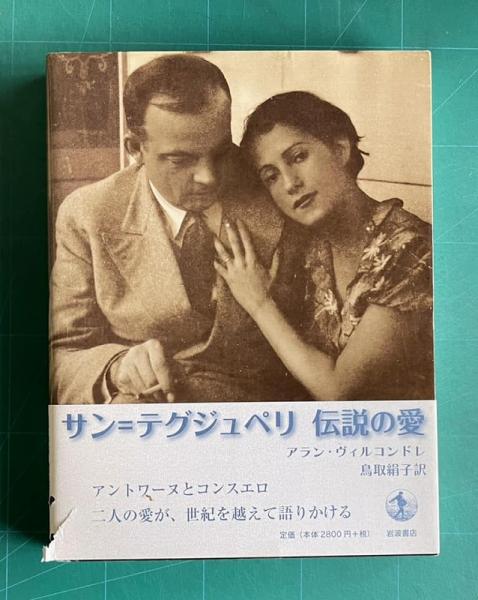 サン=テグジュペリ 伝説の愛
アラン・ヴィルコンドレ
鳥取絹子訳
アントワーヌとコンスエロ
二人の愛が、世紀を越えて語りかける
定価（本体2800円＋税）
岩波書店